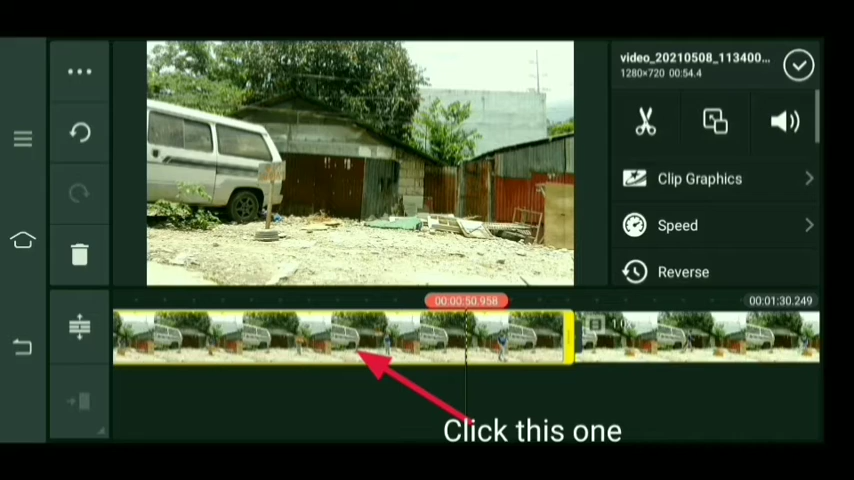 video_20210508_113400...
1280×720 00:54.4
Clip Graphics
Speed
Reverse
00:00:50.958
00:01:30.249
Click this one